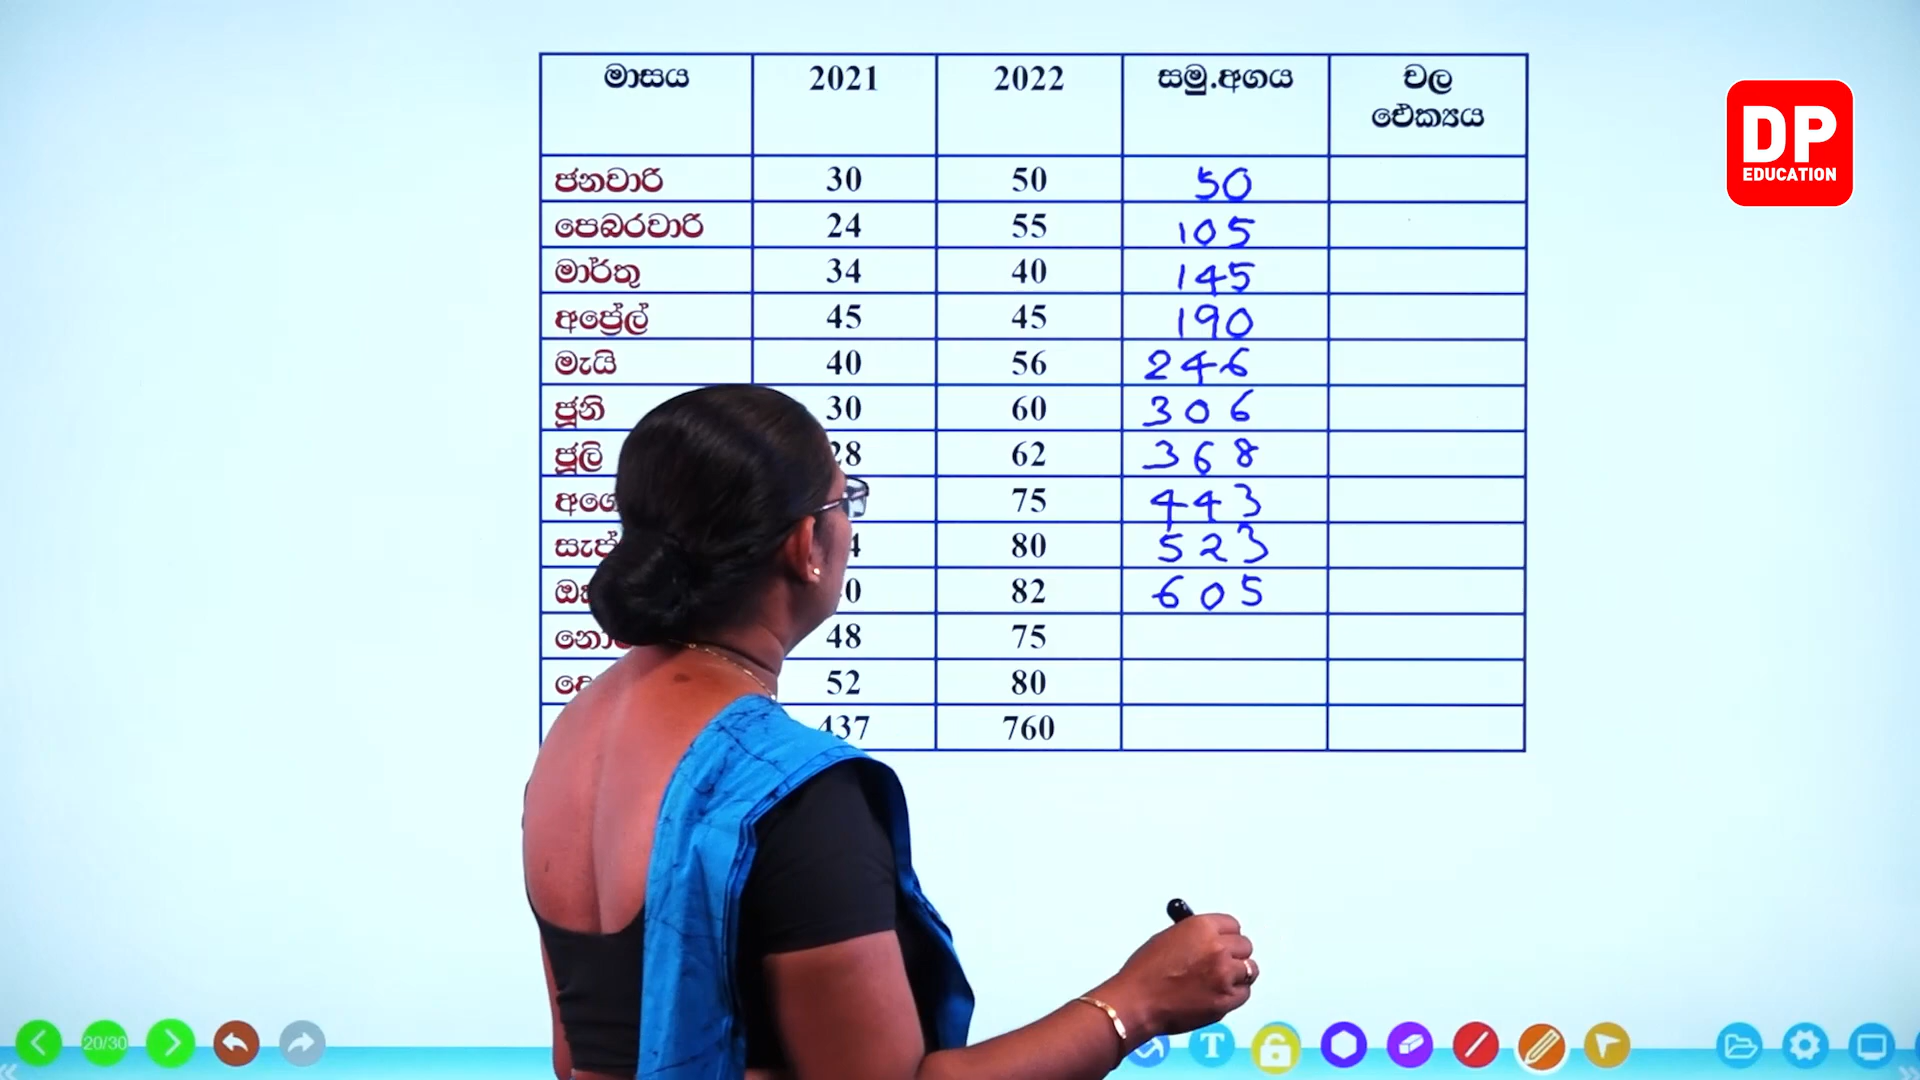 මාසය 2021 2022 සමු.අගය චල ඓක්‍යය
ජනවාරි 30 50 50
පෙබරවාරි 24 55 105
මාර්තු 34 40 145
අප්‍රේල් 45 45 190
මැයි 40 56 246
ජූනි 30 60 306
ජූලි 28 62 368
75 443
80 523
82 605
48 75
52 80
437 760
DP
EDUCATION
20/30
T